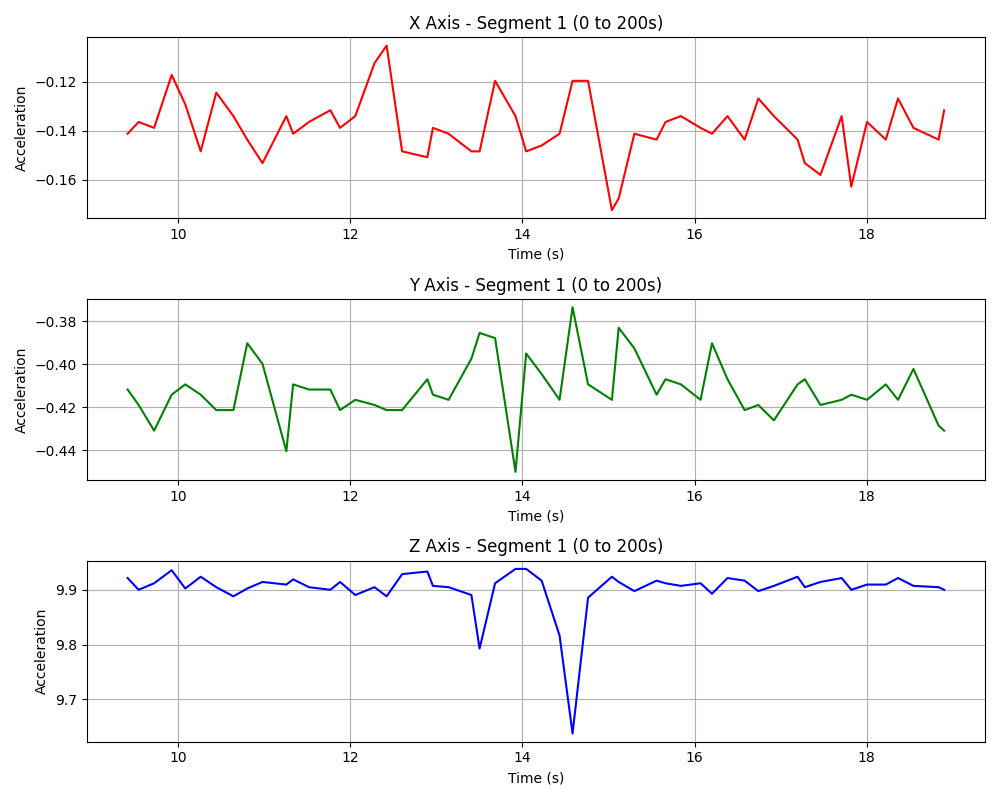 X Axis - Segment 1 (0 to 200s)
−0.12
−0.14
−0.16
Acceleration
10 12 14 16 18
Time (s)
Y Axis - Segment 1 (0 to 200s)
−0.38
−0.40
−0.42
−0.44
Acceleration
10 12 14 16 18
Time (s)
Z Axis - Segment 1 (0 to 200s)
9.9
9.8
9.7
Acceleration
10 12 14 16 18
Time (s)